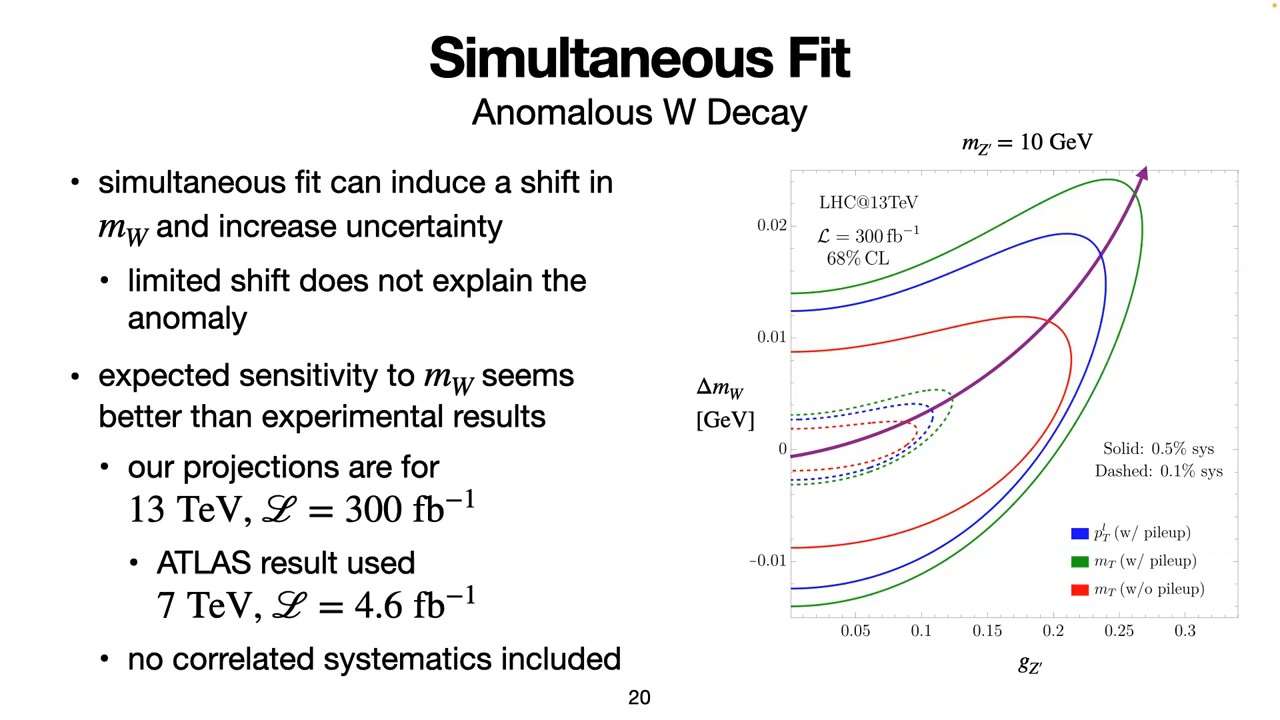 Simultaneous Fit
Anomalous W Decay
• simultaneous fit can induce a shift in
m_W and increase uncertainty
• limited shift does not explain the
anomaly
• expected sensitivity to m_W seems
better than experimental results
• our projections are for
13 TeV, ℒ = 300 fb⁻¹
• ATLAS result used
7 TeV, ℒ = 4.6 fb⁻¹
• no correlated systematics included
m_Z′ = 10 GeV
LHC@13TeV
ℒ = 300 fb⁻¹
68% CL
0.02
0.01
0
−0.01
Δm_W
[GeV]
Solid: 0.5% sys
Dashed: 0.1% sys
p_T^l (w/ pileup)
m_T (w/ pileup)
m_T (w/o pileup)
0.05 0.1 0.15 0.2 0.25 0.3
g_Z′
20